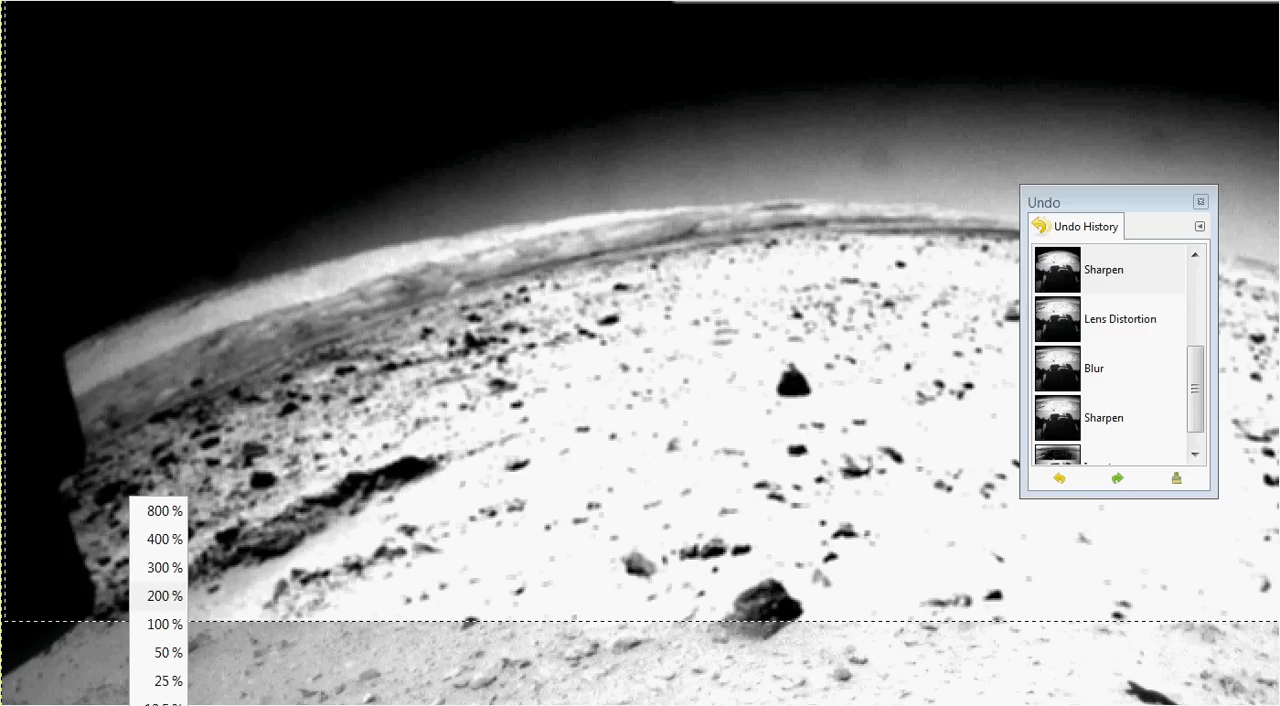 Undo
Undo History
Sharpen
Lens Distortion
Blur
Sharpen
800 %
400 %
300 %
200 %
100 %
50 %
25 %